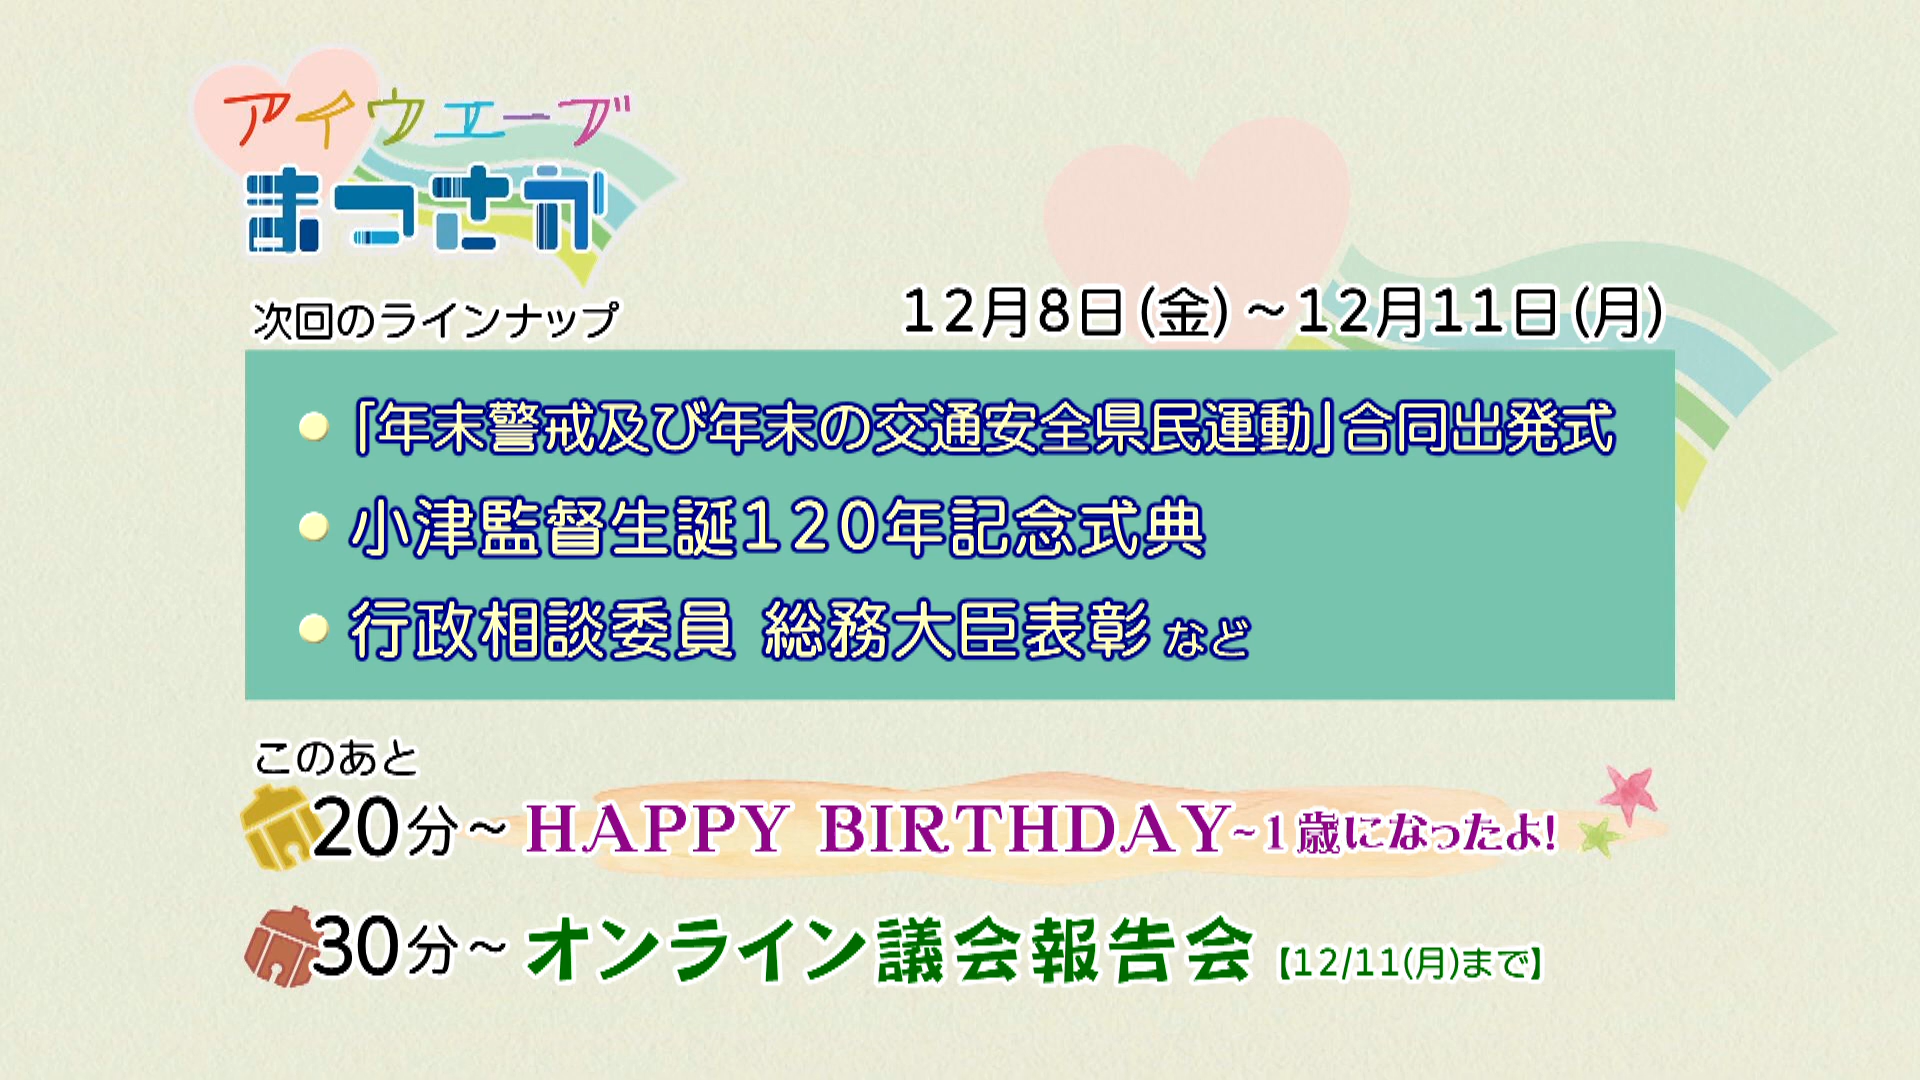 アイウエーブ
まつさか
次回のラインナップ
12月8日(金)～12月11日(月)
「年末警戒及び年末の交通安全県民運動」合同出発式
小津監督生誕120年記念式典
行政相談委員 総務大臣表彰 など
このあと
20分～ HAPPY BIRTHDAY～1歳になったよ!
30分～ オンライン議会報告会 【12/11(月)まで】